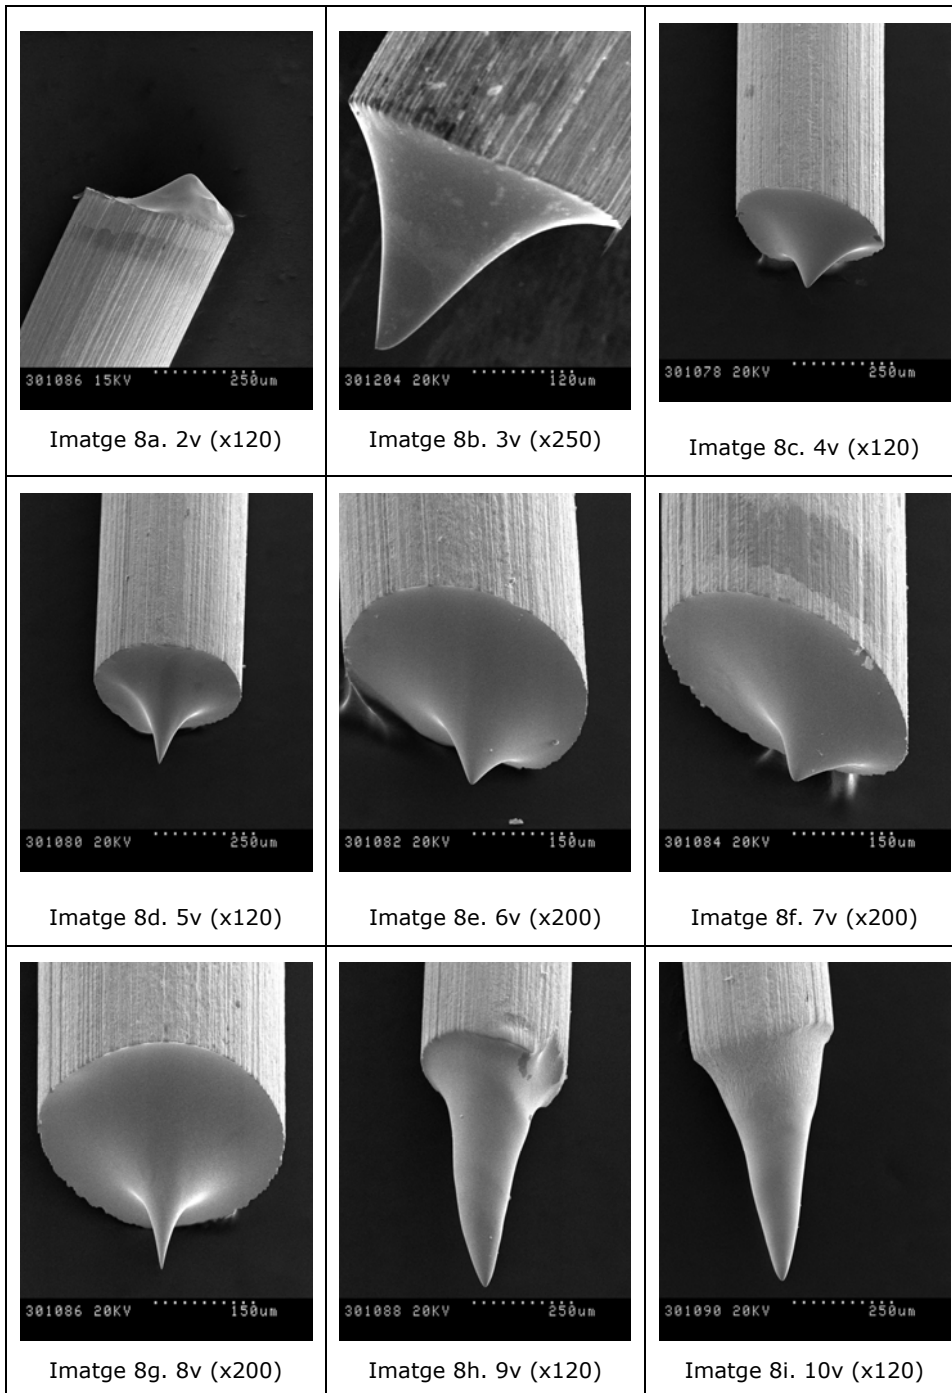 301086 15KV 250um
301204 20KV 120um
301078 20KV 250um
Imatge 8a. 2v (x120)
Imatge 8b. 3v (x250)
Imatge 8c. 4v (x120)
301080 20KV 250um
301082 20KV 150um
301084 20KV 150um
Imatge 8d. 5v (x120)
Imatge 8e. 6v (x200)
Imatge 8f. 7v (x200)
301086 20KV 150um
301088 20KV 250um
301090 20KV 250um
Imatge 8g. 8v (x200)
Imatge 8h. 9v (x120)
Imatge 8i. 10v (x120)